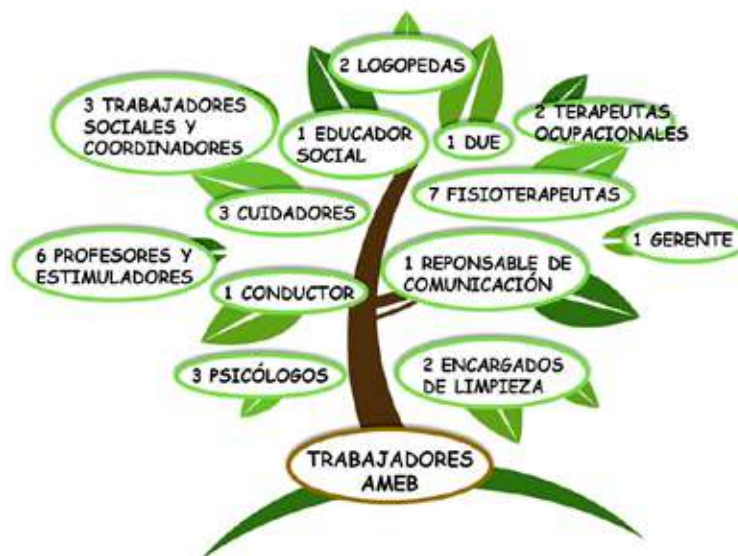 2 LOGOPEDAS
3 TRABAJADORES
SOCIALES Y
COORDINADORES
1 EDUCADOR
SOCIAL
1 DUE
2 TERAPEUTAS
OCUPACIONALES
3 CUIDADORES
7 FISIOTERAPEUTAS
6 PROFESORES Y
ESTIMULADORES
1 GERENTE
1 CONDUCTOR
1 REPONSABLE DE
COMUNICACIÓN
3 PSICÓLOGOS
2 ENCARGADOS
DE LIMPIEZA
TRABAJADORES
AMEB